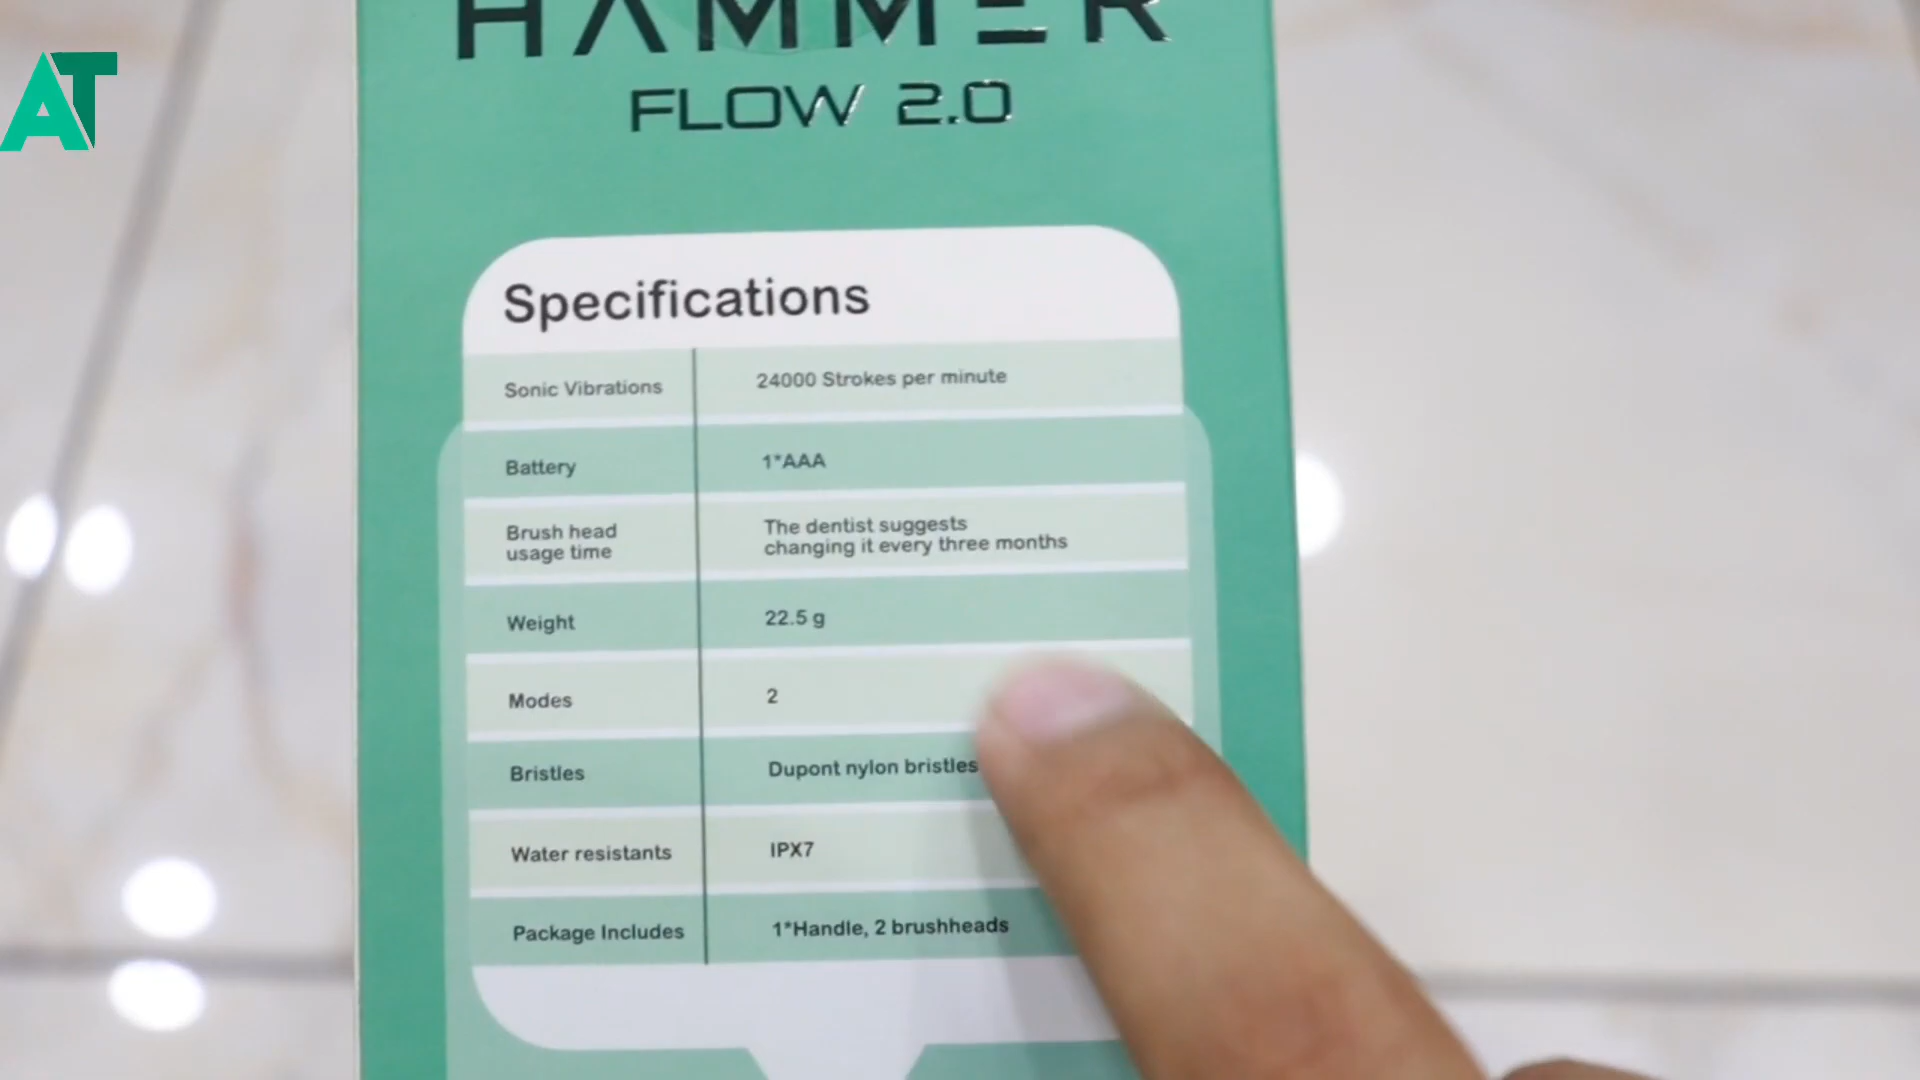 AT
HAMMER
FLOW 2.0
Specifications
Sonic Vibrations
24000 Strokes per minute
Battery
1*AAA
Brush head
usage time
The dentist suggests
changing it every three months
Weight
22.5 g
Modes
2
Bristles
Dupont nylon bristles
Water resistants
IPX7
Package Includes
1*Handle, 2 brushheads